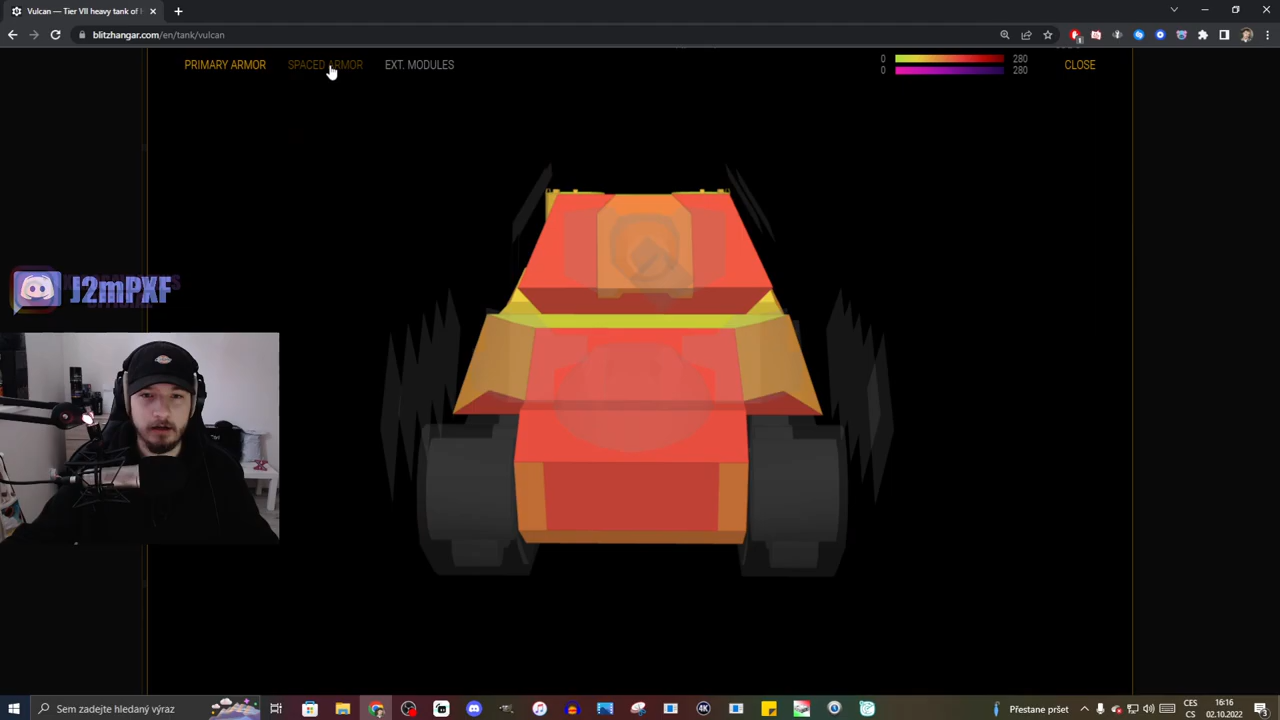 Vulcan — Tier VII heavy tank of
blitzhangar.com/en/tank/vulcan
PRIMARY ARMOR
SPACED ARMOR
EXT. MODULES
0
280
0
280
CLOSE
J2mPXF
Sem zadejte hledaný výraz
Přestane pršet
CES
CS
16:16
02.10.2022